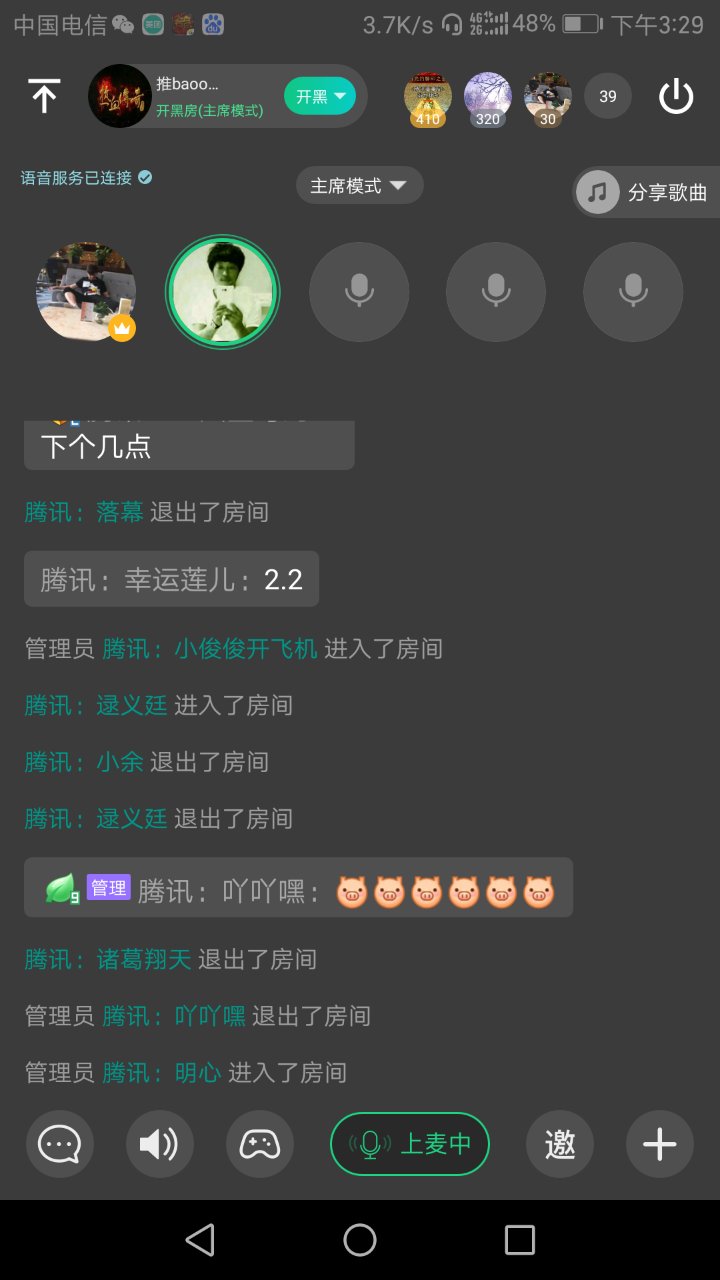 中国电信 美团 3.7K/s 4G 2G 48% 下午3:29
推baoo...
开黑房(主席模式)
开黑
410 320 30 39
语音服务已连接
主席模式
分享歌曲
下个几点
腾讯：落幕 退出了房间
腾讯：幸运莲儿：2.2
管理员 腾讯：小俊俊开飞机 进入了房间
腾讯：逯义廷 进入了房间
腾讯：小余 退出了房间
腾讯：逯义廷 退出了房间
9 管理 腾讯：吖吖嘿：🐷🐷🐷🐷🐷🐷
腾讯：诸葛翔天 退出了房间
管理员 腾讯：吖吖嘿 退出了房间
管理员 腾讯：明心 进入了房间
上麦中 邀